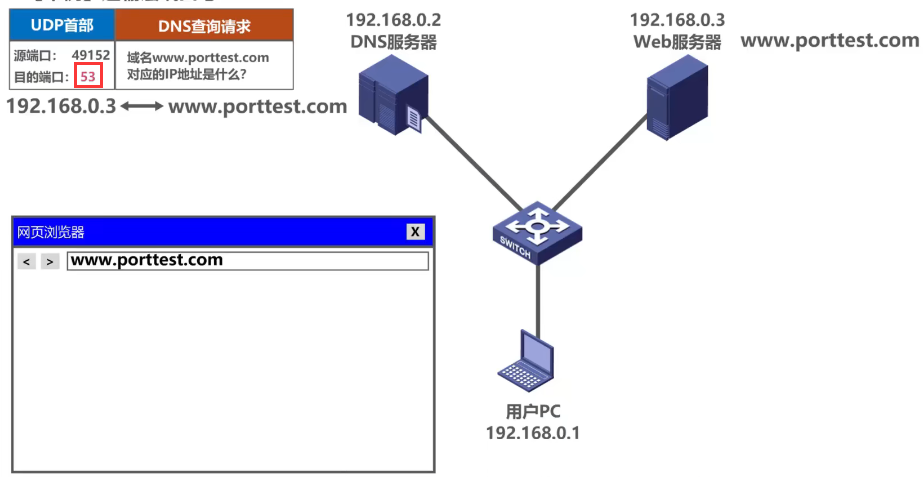 UDP首部 DNS查询请求
源端口: 49152
目的端口: 53
域名www.porttest.com
对应的IP地址是什么?
192.168.0.3 www.porttest.com
192.168.0.2
DNS服务器
192.168.0.3
Web服务器 www.porttest.com
网页浏览器 X
< > www.porttest.com
SWITCH
用户PC
192.168.0.1